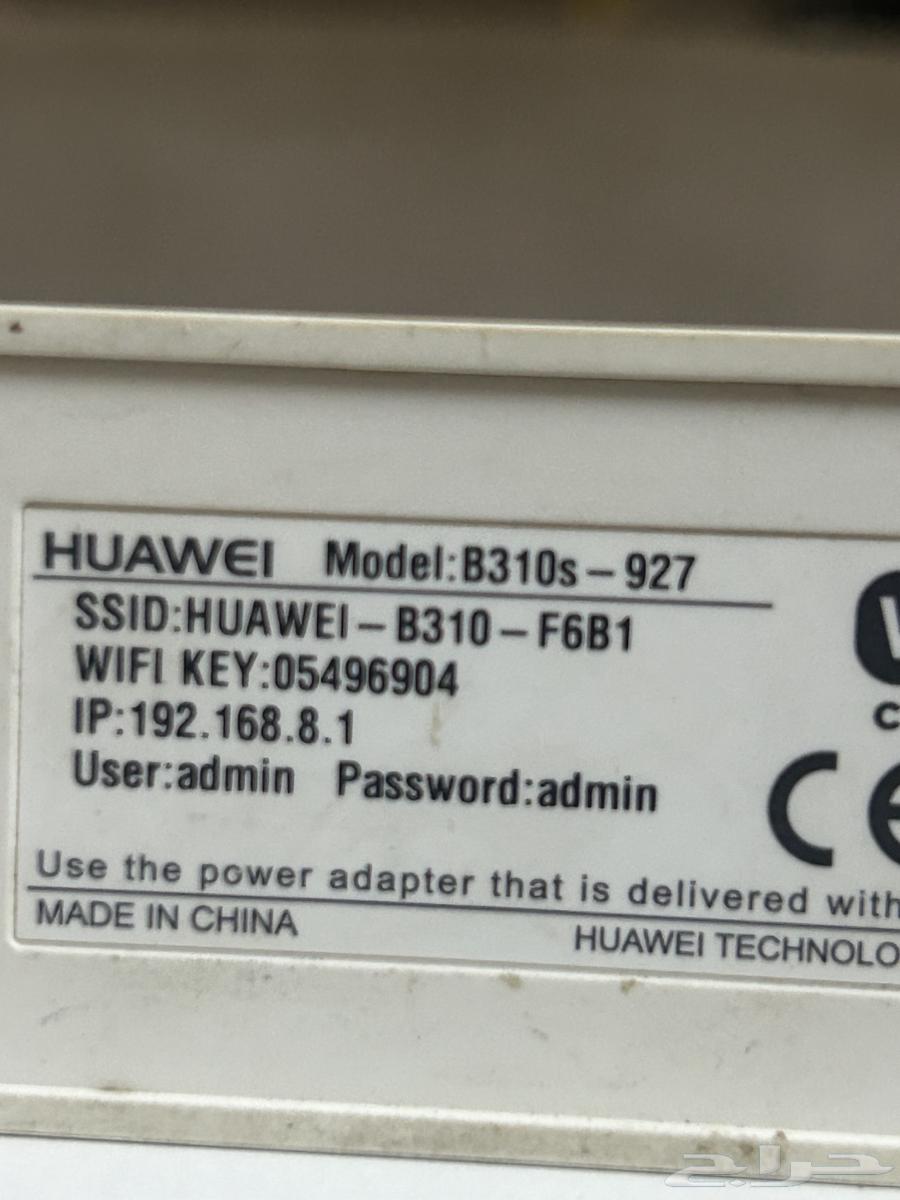 HUAWEI Model:B310s-927
SSID:HUAWEI-B310-F6B1
WIFI KEY:05496904
IP:192.168.8.1
User:admin Password:admin
CE
Use the power adapter that is delivered with
MADE IN CHINA
HUAWEI TECHNOLO
حراج